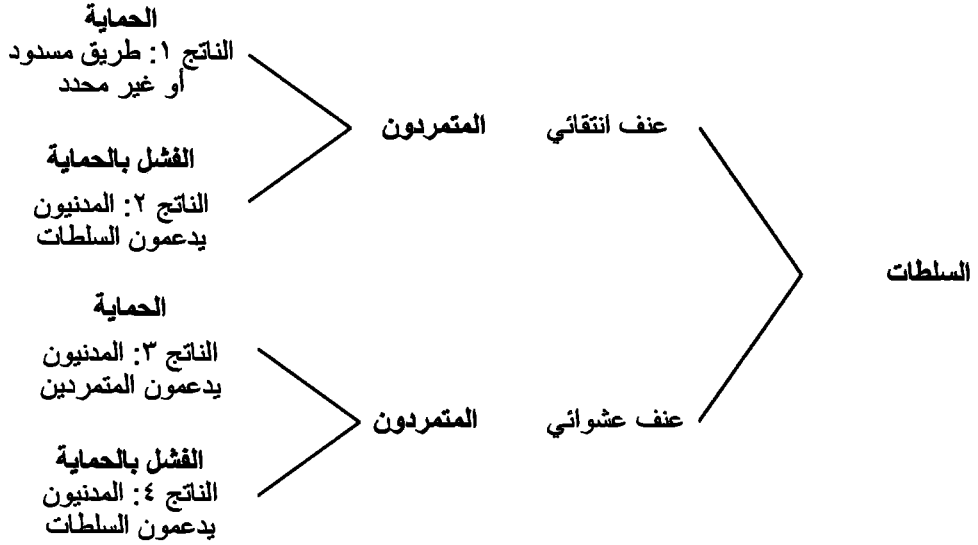 السلطات
عنف انتقائي
المتمردون
الحماية
الناتج ١: طريق مسدود
أو غير محدد
الفشل بالحماية
الناتج ٢: المدنيون
يدعمون السلطات
عنف عشوائي
المتمردون
الحماية
الناتج ٣: المدنيون
يدعمون المتمردين
الفشل بالحماية
الناتج ٤: المدنيون
يدعمون السلطات